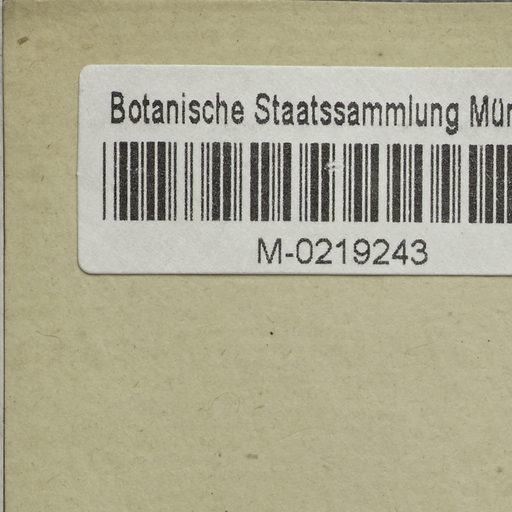 Botanische Staatssammlung Mün
M-0219243